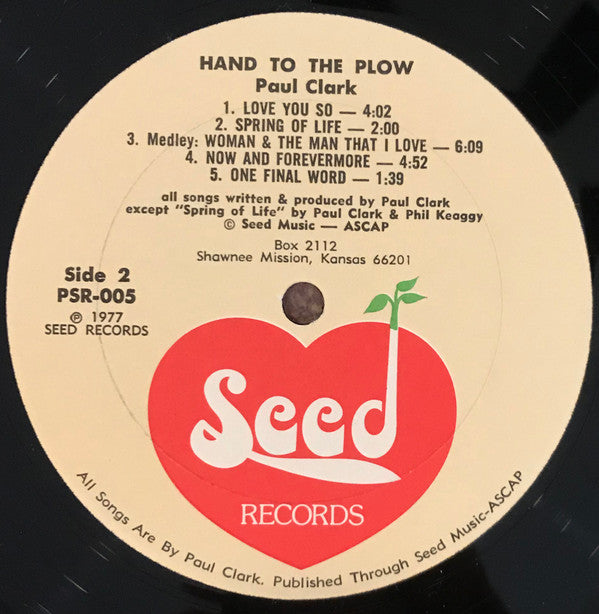 HAND TO THE PLOW
Paul Clark
1. LOVE YOU SO — 4:02
2. SPRING OF LIFE — 2:00
3. Medley: WOMAN & THE MAN THAT I LOVE — 6:09
4. NOW AND FOREVERMORE — 4:52
5. ONE FINAL WORD — 1:39
all songs written & produced by Paul Clark
except "Spring of Life" by Paul Clark & Phil Keaggy
© Seed Music — ASCAP
Box 2112
Shawnee Mission, Kansas 66201
Side 2
PSR-005
℗ 1977
SEED RECORDS
Seed
RECORDS
All Songs Are By Paul Clark. Published Through Seed Music-ASCAP